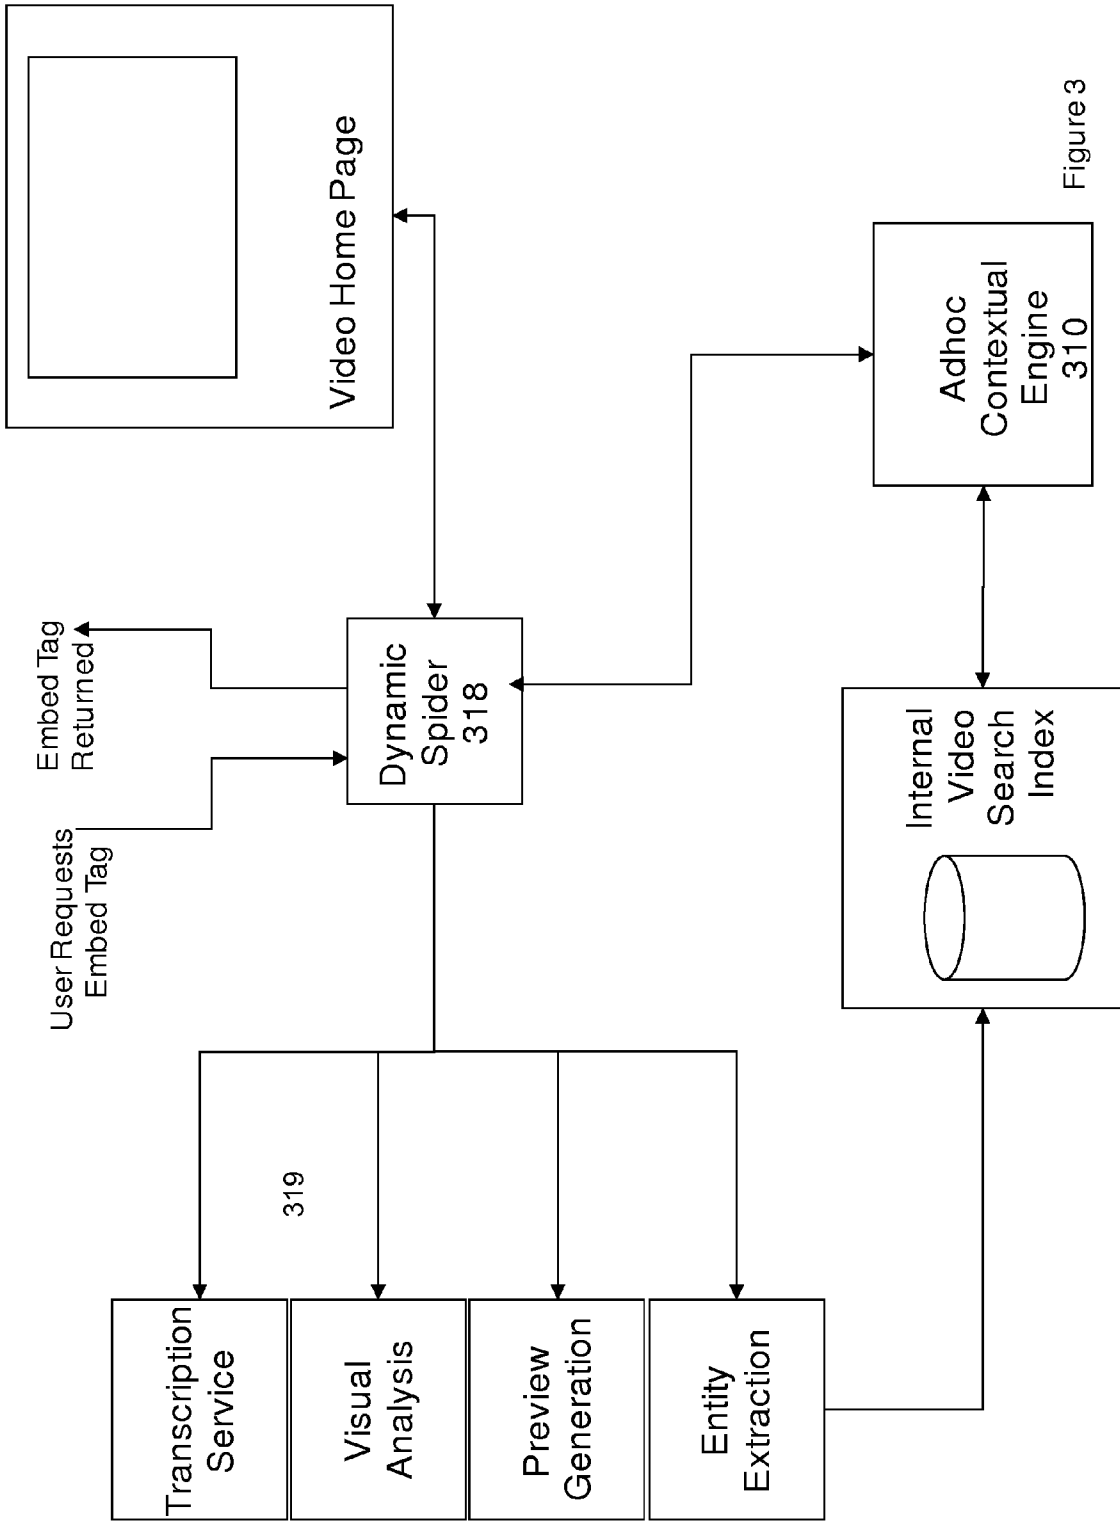 Transcription
Service
Visual
Analysis
Preview
Generation
Entity
Extraction
319
User Requests
Embed Tag
Embed Tag
Returned
Dynamic
Spider
318
Video Home Page
Internal
Video
Search
Index
Adhoc
Contextual
Engine
310
Figure 3